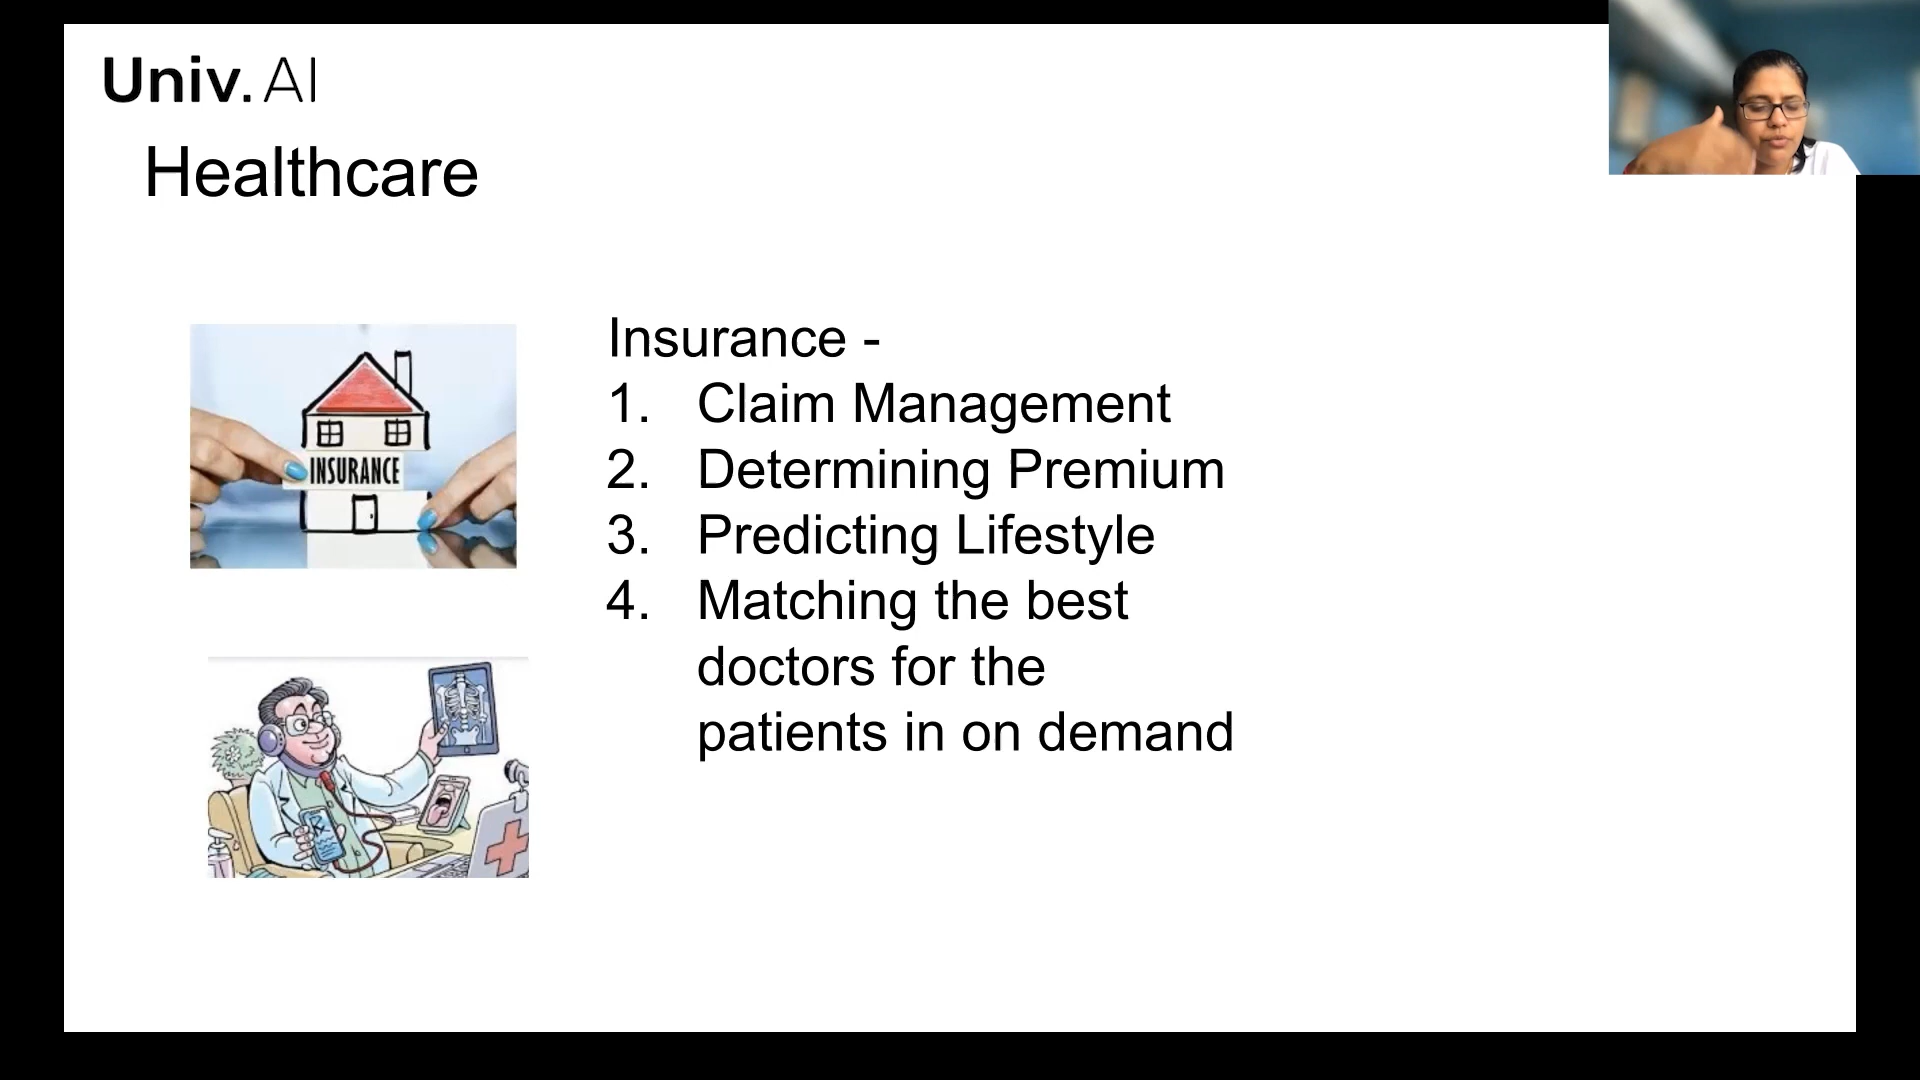 Univ.AI
Healthcare
INSURANCE
Insurance -
1. Claim Management
2. Determining Premium
3. Predicting Lifestyle
4. Matching the best
doctors for the
patients in on demand